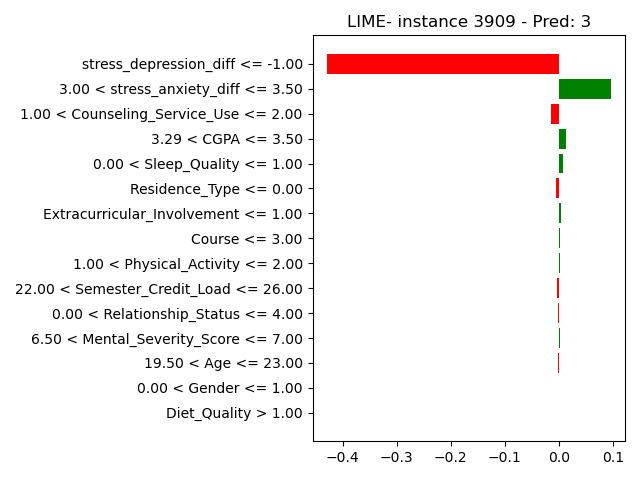 LIME- instance 3909 - Pred: 3
stress_depression_diff <= -1.00
3.00 < stress_anxiety_diff <= 3.50
1.00 < Counseling_Service_Use <= 2.00
3.29 < CGPA <= 3.50
0.00 < Sleep_Quality <= 1.00
Residence_Type <= 0.00
Extracurricular_Involvement <= 1.00
Course <= 3.00
1.00 < Physical_Activity <= 2.00
22.00 < Semester_Credit_Load <= 26.00
0.00 < Relationship_Status <= 4.00
6.50 < Mental_Severity_Score <= 7.00
19.50 < Age <= 23.00
0.00 < Gender <= 1.00
Diet_Quality > 1.00
−0.4 −0.3 −0.2 −0.1 0.0 0.1